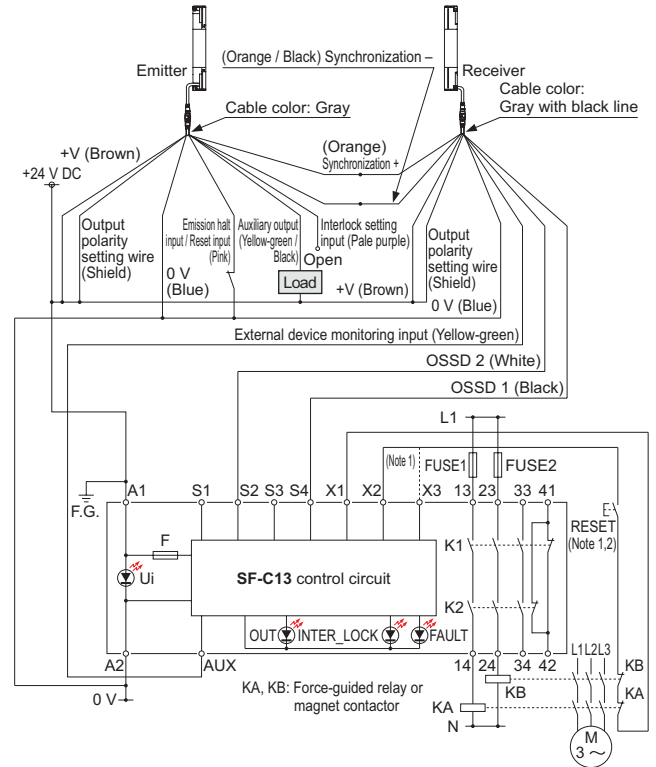 (Orange / Black) Synchronization –
Emitter
Receiver
Cable color: Gray
Cable color:
Gray with black line
+V (Brown)
+24 V DC
(Orange)
Synchronization +
Output
polarity
setting wire
(Shield)
0 V
(Blue)
Emission halt
input / Reset input
(Pink)
Auxiliary output
(Yellow-green /
Black)
Interlock setting
input (Pale purple)
Open
Load
+V (Brown)
Output
polarity
setting wire
(Shield)
0 V (Blue)
External device monitoring input (Yellow-green)
OSSD 2 (White)
OSSD 1 (Black)
L1
(Note 1)
FUSE1
FUSE2
F.G.
A1
S1
S2
S3
S4
X1
X2
X3
13
23
33
41
RESET
(Note 1,2)
F
Ui
SF-C13 control circuit
K1
K2
OUT
INTER_LOCK
FAULT
A2
AUX
14
24
34
42
L1
L2
L3
KB
KA
0 V
KA, KB: Force-guided relay or
magnet contactor
KB
KA
N
M
3 ~